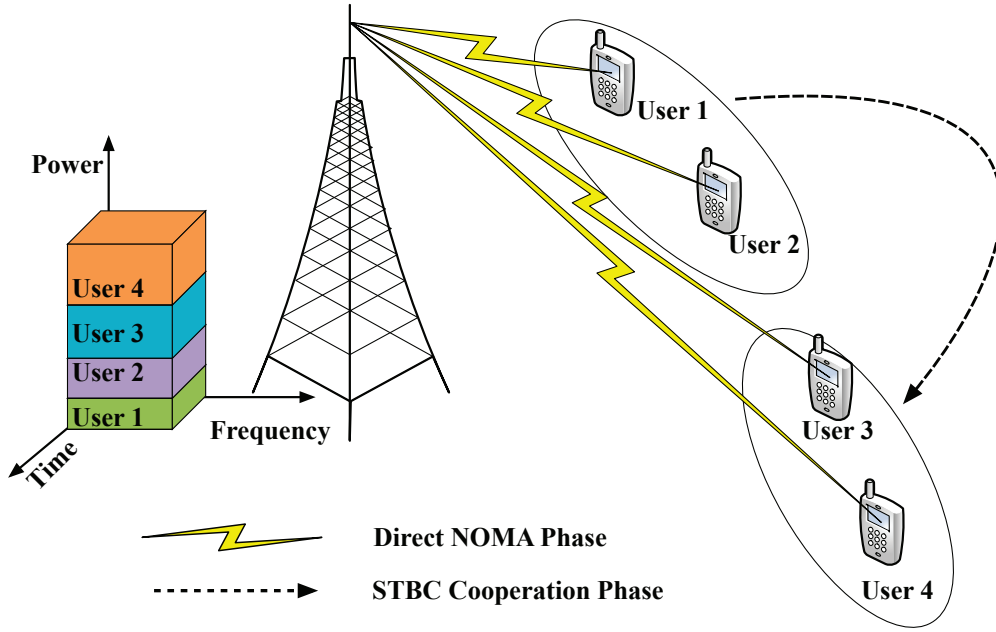 User 1
User 2
Power
User 4
User 3
User 2
User 1
Frequency
Time
User 3
User 4
Direct NOMA Phase
STBC Cooperation Phase